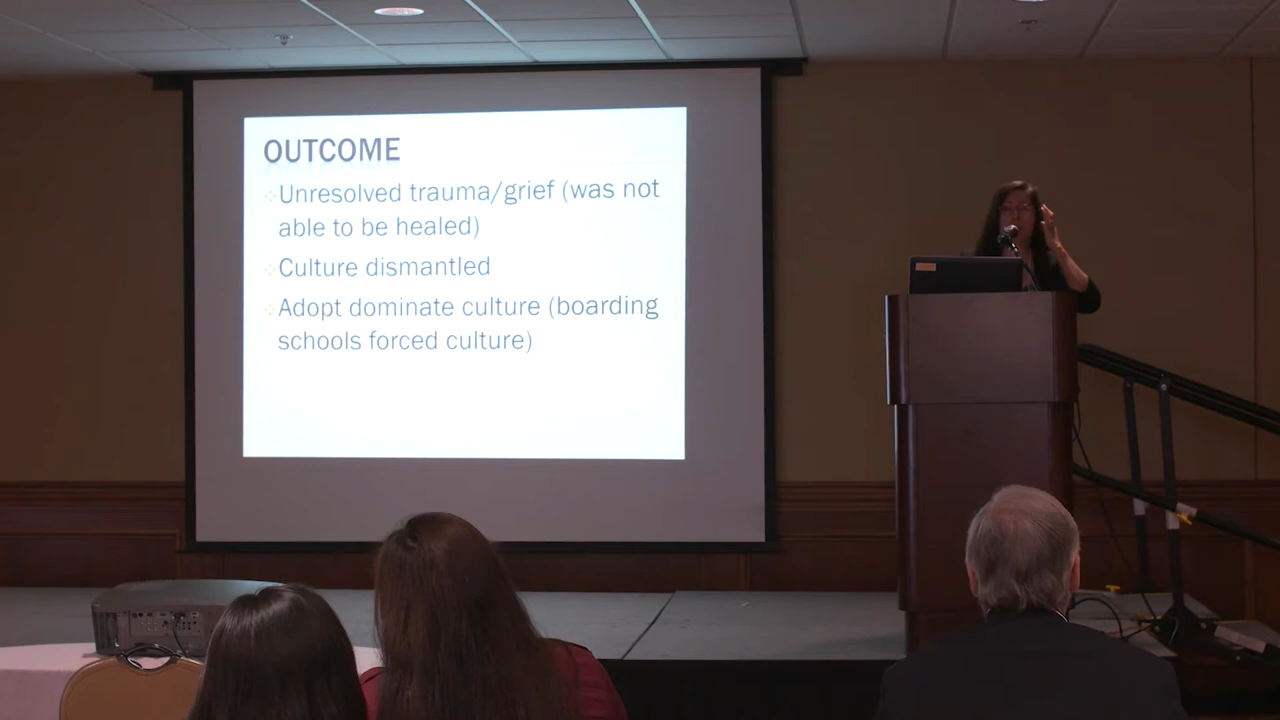 OUTCOME
Unresolved trauma/grief (was not
able to be healed)
Culture dismantled
Adopt dominate culture (boarding
schools forced culture)